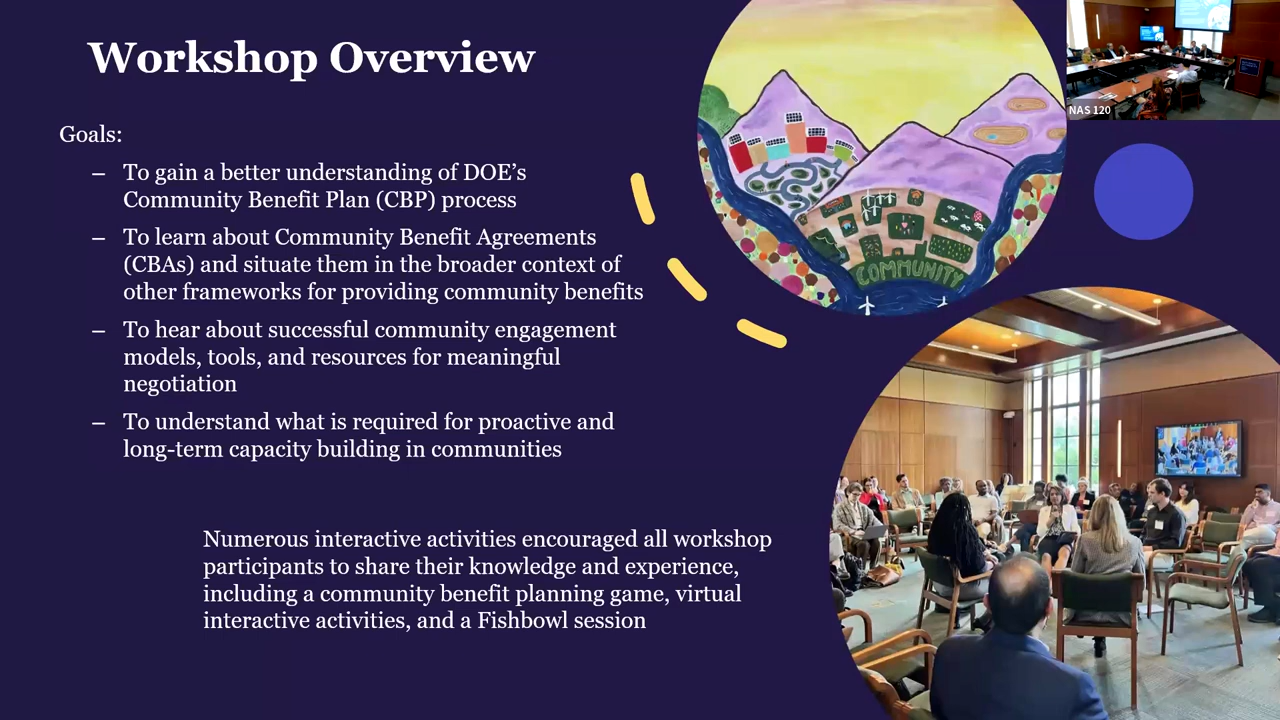 Workshop Overview
Goals:
– To gain a better understanding of DOE’s
Community Benefit Plan (CBP) process
– To learn about Community Benefit Agreements
(CBAs) and situate them in the broader context of
other frameworks for providing community benefits
– To hear about successful community engagement
models, tools, and resources for meaningful
negotiation
– To understand what is required for proactive and
long-term capacity building in communities
Numerous interactive activities encouraged all workshop
participants to share their knowledge and experience,
including a community benefit planning game, virtual
interactive activities, and a Fishbowl session
COMMUNITY
NAS 120